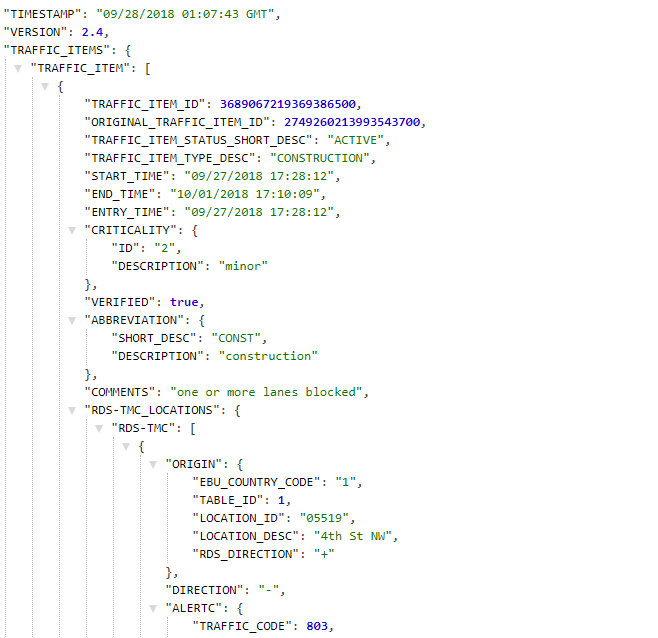 "TIMESTAMP": "09/28/2018 01:07:43 GMT",
"VERSION": 2.4,
"TRAFFIC_ITEMS": {
"TRAFFIC_ITEM": [
{
"TRAFFIC_ITEM_ID": 3689067219369386500,
"ORIGINAL_TRAFFIC_ITEM_ID": 2749260213993543700,
"TRAFFIC_ITEM_STATUS_SHORT_DESC": "ACTIVE",
"TRAFFIC_ITEM_TYPE_DESC": "CONSTRUCTION",
"START_TIME": "09/27/2018 17:28:12",
"END_TIME": "10/01/2018 17:10:09",
"ENTRY_TIME": "09/27/2018 17:28:12",
"CRITICALITY": {
"ID": "2",
"DESCRIPTION": "minor"
},
"VERIFIED": true,
"ABBREVIATION": {
"SHORT_DESC": "CONST",
"DESCRIPTION": "construction"
},
"COMMENTS": "one or more lanes blocked",
"RDS-TMC_LOCATIONS": {
"RDS-TMC": [
{
"ORIGIN": {
"EBU_COUNTRY_CODE": "1",
"TABLE_ID": 1,
"LOCATION_ID": "05519",
"LOCATION_DESC": "4th St NW",
"RDS_DIRECTION": "+"
},
"DIRECTION": "-",
"ALERTC": {
"TRAFFIC_CODE": 803,